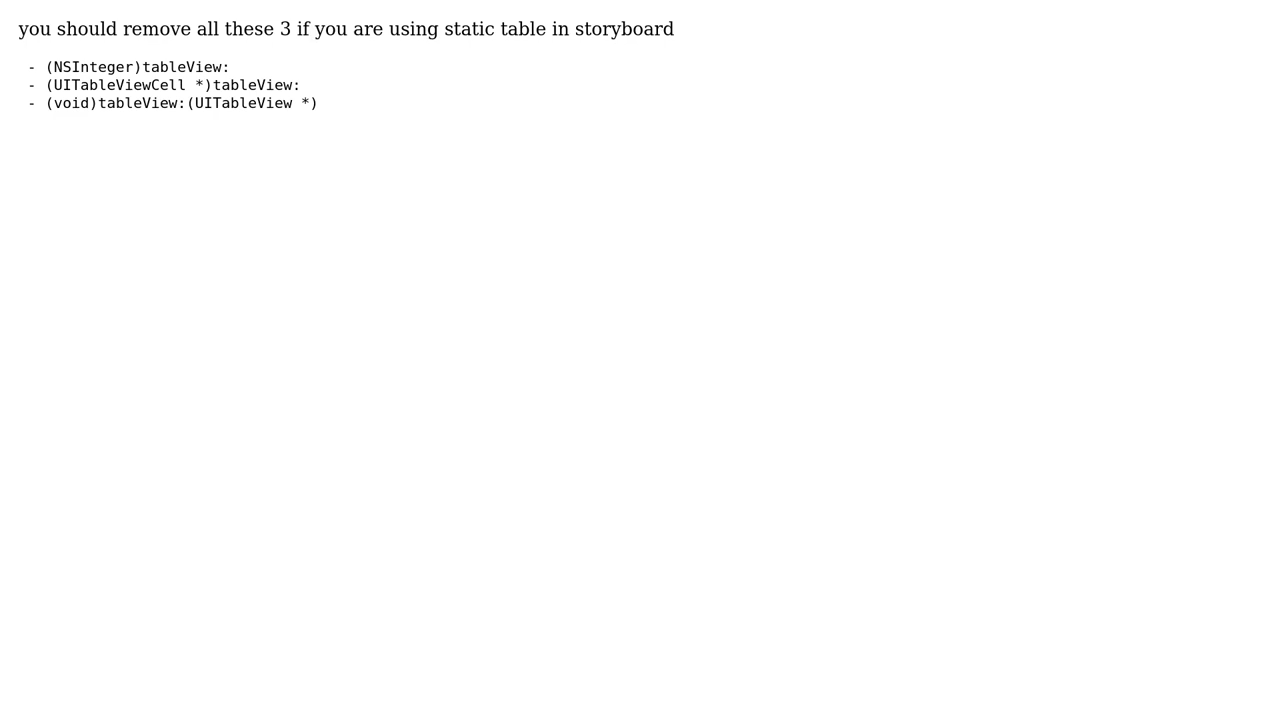 you should remove all these 3 if you are using static table in storyboard
- (NSInteger)tableView:
- (UITableViewCell *)tableView:
- (void)tableView:(UITableView *)